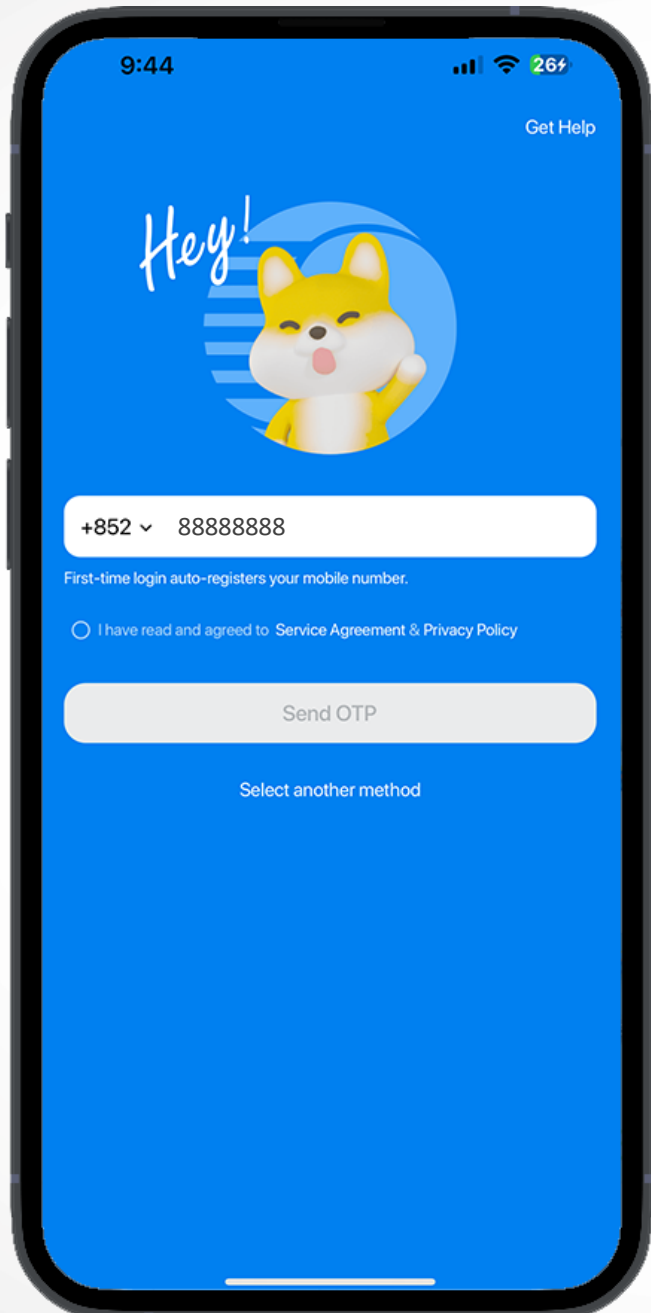 9:44
26
Get Help
Hey!
+852 88888888
First-time login auto-registers your mobile number.
I have read and agreed to Service Agreement & Privacy Policy
Send OTP
Select another method